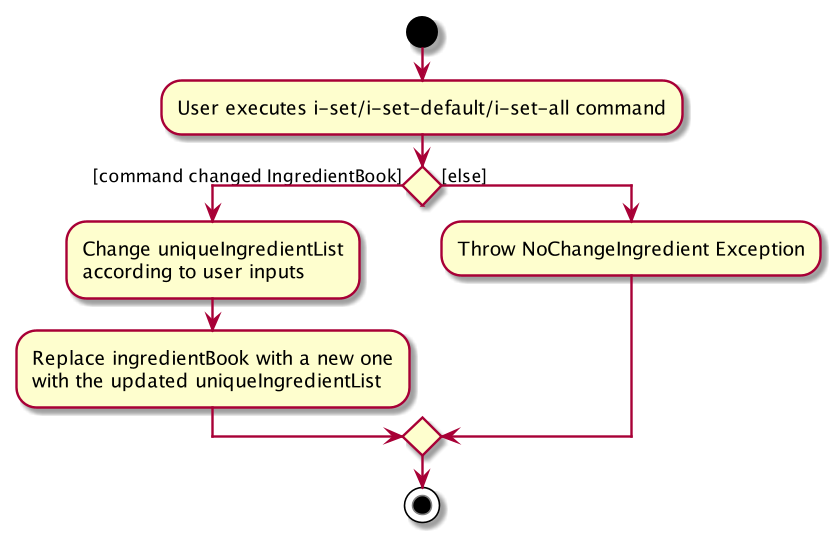 User executes i-set/i-set-default/i-set-all command
[command changed IngredientBook]
[else]
Change uniqueIngredientList
according to user inputs
Throw NoChangeIngredient Exception
Replace ingredientBook with a new one
with the updated uniqueIngredientList